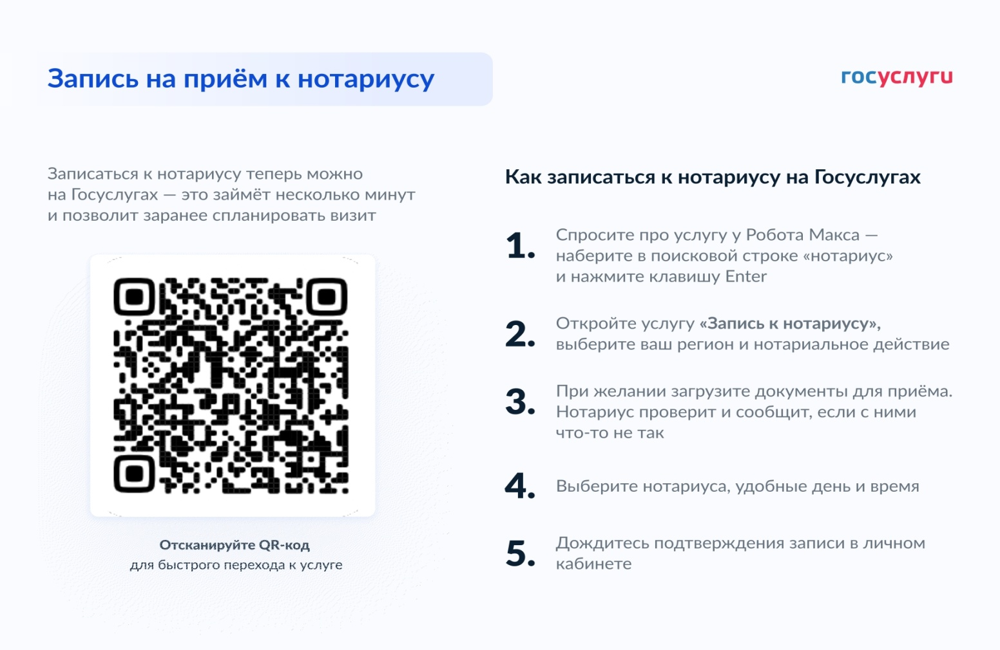 Запись на приём к нотариусу
госуслуги
Записаться к нотариусу теперь можно
на Госуслугах — это займёт несколько минут
и позволит заранее спланировать визит
Отсканируйте QR-код
для быстрого перехода к услуге
Как записаться к нотариусу на Госуслугах
1. Спросите про услугу у Робота Макса —
наберите в поисковой строке «нотариус»
и нажмите клавишу Enter
2. Откройте услугу «Запись к нотариусу»,
выберите ваш регион и нотариальное действие
3. При желании загрузите документы для приёма.
Нотариус проверит и сообщит, если с ними
что-то не так
4. Выберите нотариуса, удобные день и время
5. Дождитесь подтверждения записи в личном
кабинете